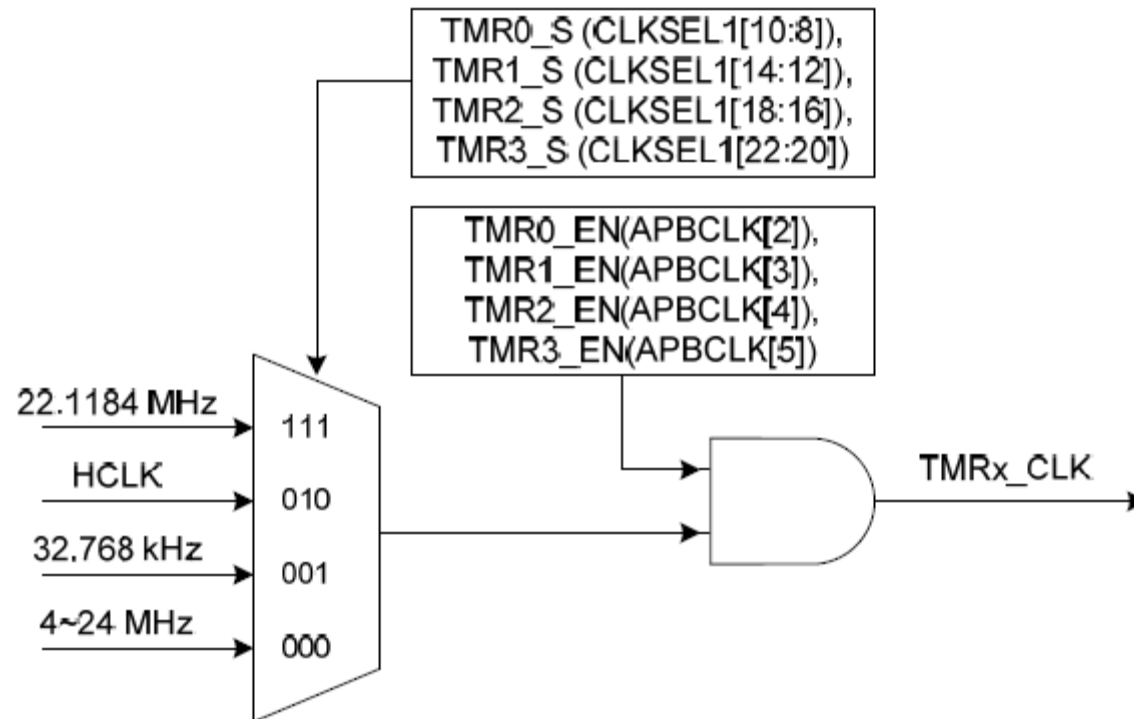 TMR0_S (CLKSEL1[10:8]),
TMR1_S (CLKSEL1[14:12]),
TMR2_S (CLKSEL1[18:16]),
TMR3_S (CLKSEL1[22:20])
TMR0_EN(APBCLK[2]),
TMR1_EN(APBCLK[3]),
TMR2_EN(APBCLK[4]),
TMR3_EN(APBCLK[5])
22.1184 MHz
111
HCLK
010
32.768 kHz
001
4~24 MHz
000
TMRx_CLK